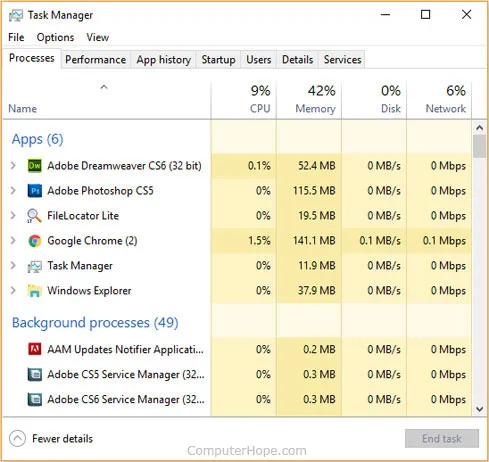 Task Manager
File Options View
Processes Performance App history Startup Users Details Services
9% 42% 0% 6%
Name CPU Memory Disk Network
Apps (6)
Dw Adobe Dreamweaver CS6 (32 bit) 0.1% 52.4 MB 0 MB/s 0 Mbps
Ps Adobe Photoshop CS5 0% 115.5 MB 0 MB/s 0 Mbps
FileLocator Lite 0% 19.5 MB 0 MB/s 0 Mbps
Google Chrome (2) 1.5% 141.1 MB 0.1 MB/s 0.1 Mbps
Task Manager 0% 11.9 MB 0 MB/s 0 Mbps
Windows Explorer 0% 37.9 MB 0 MB/s 0 Mbps
Background processes (49)
AAM Updates Notifier Applicati... 0% 0.2 MB 0 MB/s 0 Mbps
Adobe CS5 Service Manager (32... 0% 0.3 MB 0 MB/s 0 Mbps
Adobe CS6 Service Manager (32... 0% 0.3 MB 0 MB/s 0 Mbps
Fewer details End task
ComputerHope.com